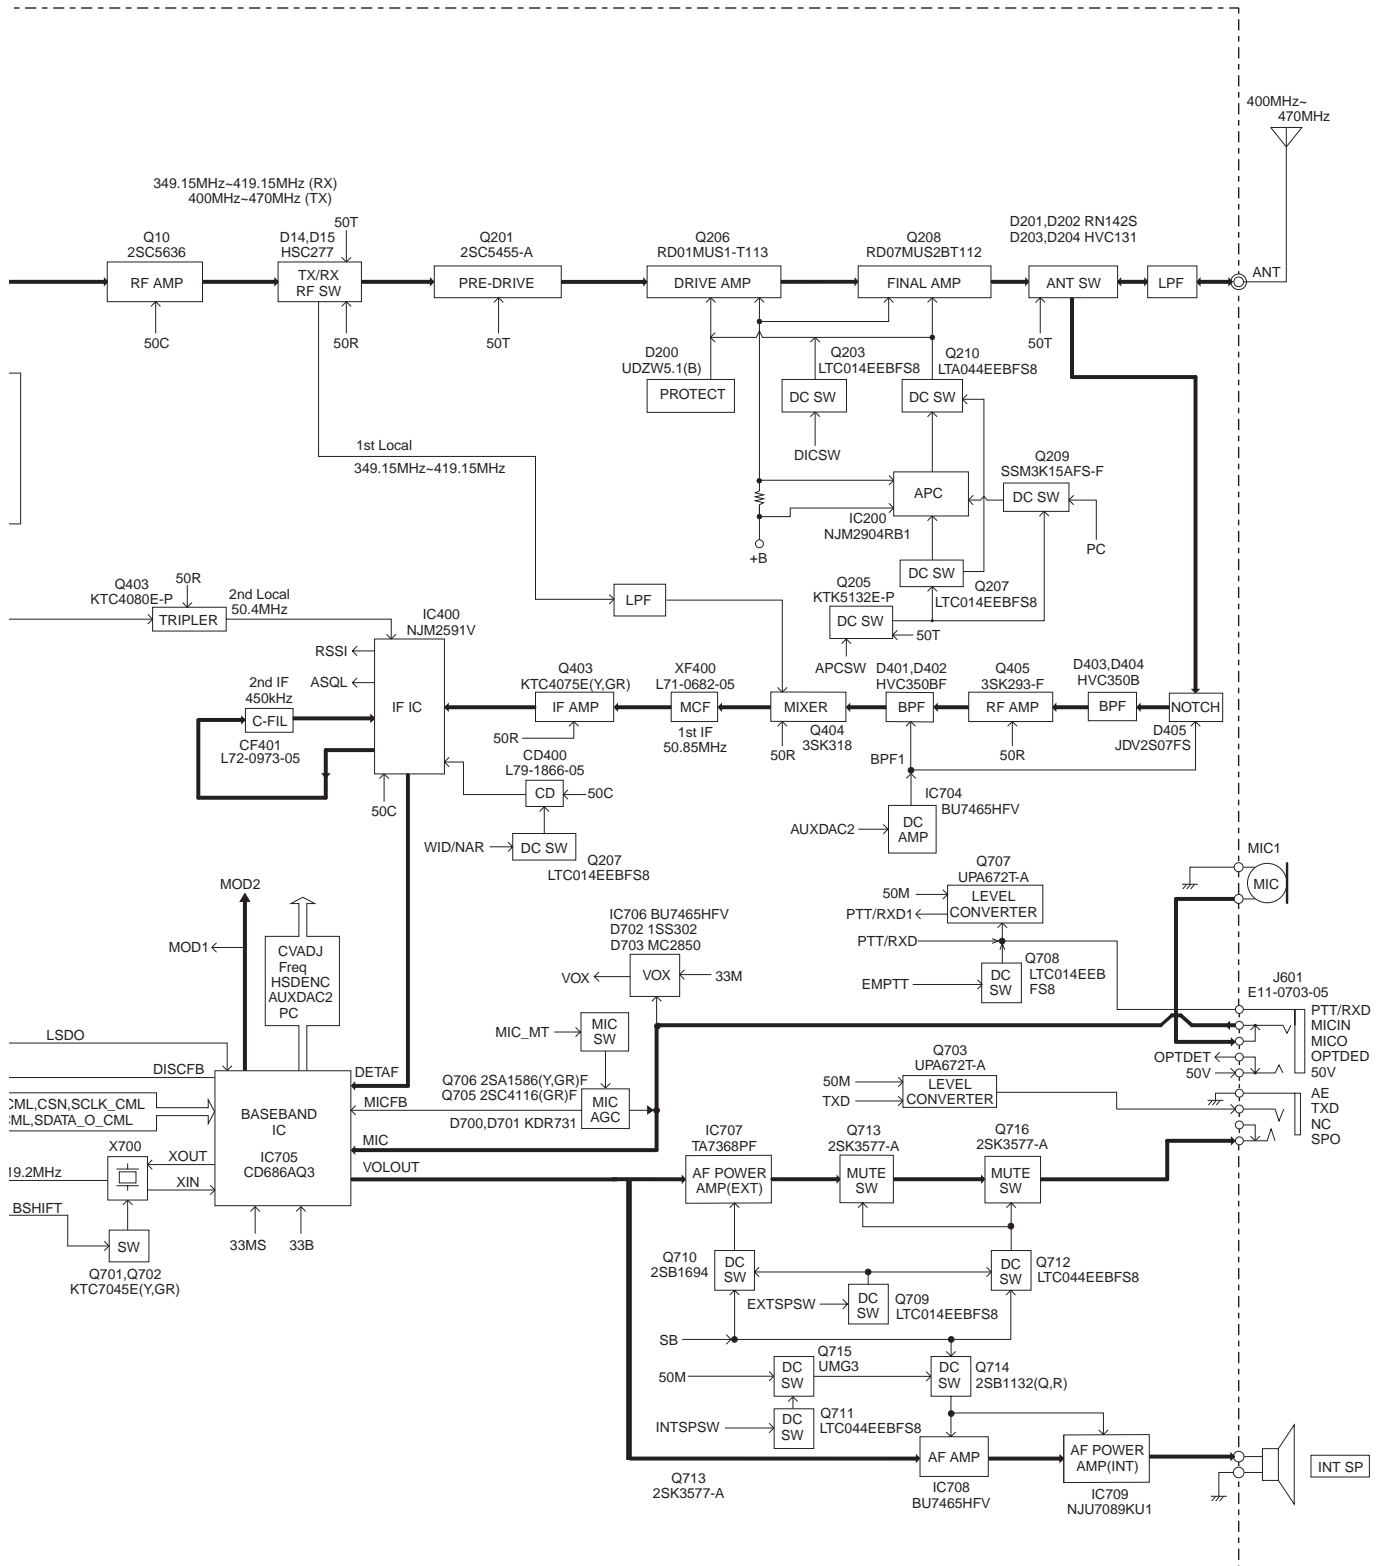 400MHz~
470MHz
349.15MHz~419.15MHz (RX)
400MHz~470MHz (TX)
50T
Q10
2SC5636
D14,D15
HSC277
Q201
2SC5455-A
Q206
RD01MUS1-T113
Q208
RD07MUS2BT112
D201,D202 RN142S
D203,D204 HVC131
RF AMP
TX/RX
RF SW
PRE-DRIVE
DRIVE AMP
FINAL AMP
ANT SW
LPF
ANT
50C
50R
50T
50T
D200
UDZW5.1(B)
PROTECT
Q203
LTC014EEBFS8
DC SW
DICSW
Q210
LTA044EEBFS8
DC SW
1st Local
349.15MHz~419.15MHz
Q209
SSM3K15AFS-F
DC SW
PC
APC
IC200
NJM2904RB1
+B
DC SW
Q207
LTC014EEBFS8
Q205
KTK5132E-P
DC SW
50T
APCSW
LPF
Q403
KTC4080E-P
50R
TRIPLER
2nd Local
50.4MHz
IC400
NJM2591V
RSSI
ASQL
IF IC
2nd IF
450kHz
C-FIL
CF401
L72-0973-05
50C
Q403
KTC4075E(Y,GR)
IF AMP
50R
XF400
L71-0682-05
MCF
1st IF
50.85MHz
MIXER
Q404
3SK318
50R
D401,D402
HVC350BF
BPF
BPF1
Q405
3SK293-F
RF AMP
50R
D403,D404
HVC350B
BPF
NOTCH
D405
JDV2S07FS
CD400
L79-1866-05
CD
50C
WID/NAR
DC SW
Q207
LTC014EEBFS8
IC704
BU7465HFV
AUXDAC2
DC
AMP
MIC1
MIC
Q707
UPA672T-A
50M
LEVEL
CONVERTER
PTT/RXD1
PTT/RXD
EMPTT
DC
SW
Q708
LTC014EEB
FS8
MOD2
MOD1
CVADJ
Freq
HSDENC
AUXDAC2
PC
IC706 BU7465HFV
D702 1SS302
D703 MC2850
VOX
VOX
33M
MIC_MT
MIC
SW
J601
E11-0703-05
PTT/RXD
MICIN
MICO
OPTDET
OPTDED
50V
50V
AE
TXD
NC
SPO
LSDO
DISCFB
DETAF
CML,CSN,SCLK_CML
CML,SDATA_O_CML
BASEBAND
IC
IC705
CD686AQ3
MICFB
Q706 2SA1586(Y,GR)F
Q705 2SC4116(GR)F
MIC
AGC
D700,D701 KDR731
Q703
UPA672T-A
50M
TXD
LEVEL
CONVERTER
MIC
VOLOUT
X700
XOUT
XIN
19.2MHz
BSHIFT
SW
Q701,Q702
KTC7045E(Y,GR)
33MS
33B
IC707
TA7368PF
AF POWER
AMP(EXT)
Q713
2SK3577-A
MUTE
SW
Q716
2SK3577-A
MUTE
SW
Q710
2SB1694
DC
SW
DC
SW
Q712
LTC044EEBFS8
EXTSPSW
DC
SW
Q709
LTC014EEBFS8
SB
Q715
UMG3
50M
DC
SW
DC
SW
Q714
2SB1132(Q,R)
INTSPSW
DC
SW
Q711
LTC044EEBFS8
Q713
2SK3577-A
AF AMP
IC708
BU7465HFV
AF POWER
AMP(INT)
IC709
NJU7089KU1
INT SP